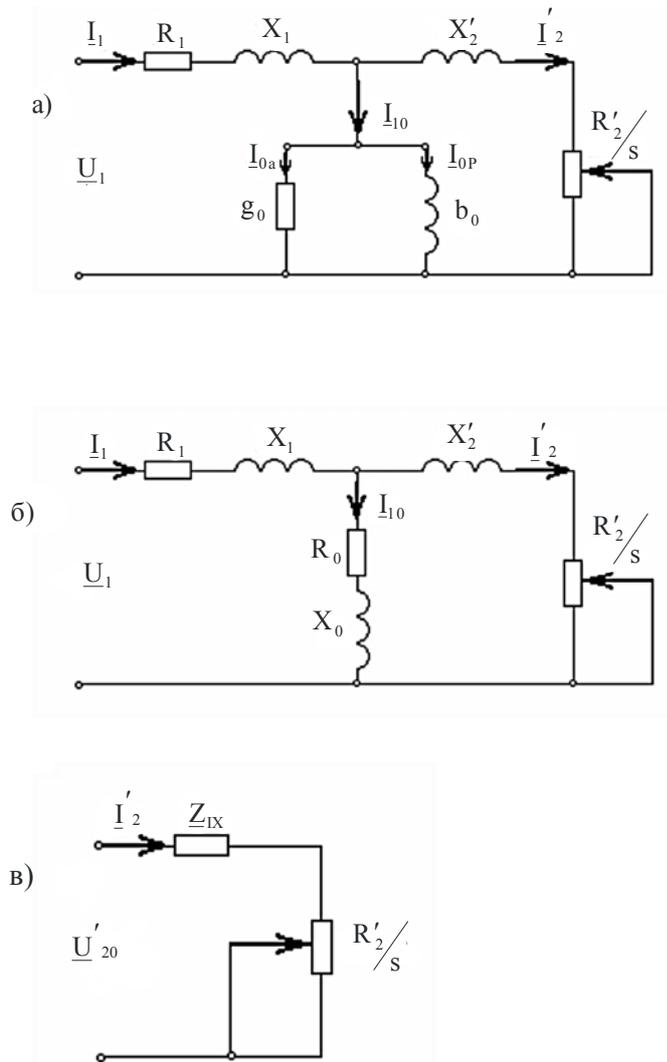 I₁ R₁ X₁ X′₂ I′₂
а)
I₁₀ R′₂/s
U₁ I₀ₐ I₀P
g₀ b₀
I₁ R₁ X₁ X′₂ I′₂
б)
I₁₀ R′₂/s
R₀
U₁
X₀
I′₂ Z_IX
в)
U′₂₀ R′₂/s